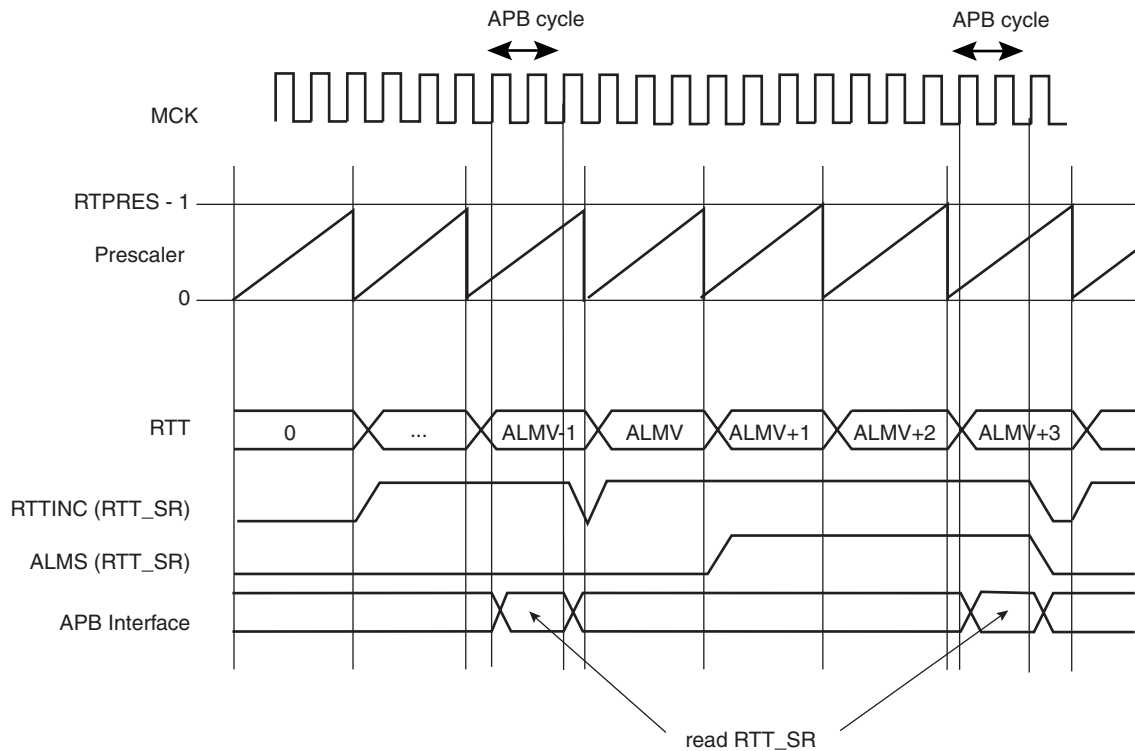 APB cycle APB cycle
MCK
RTPRES - 1
Prescaler
0
RTT 0 ... ALMV-1 ALMV ALMV+1 ALMV+2 ALMV+3
RTTINC (RTT_SR)
ALMS (RTT_SR)
APB Interface
read RTT_SR